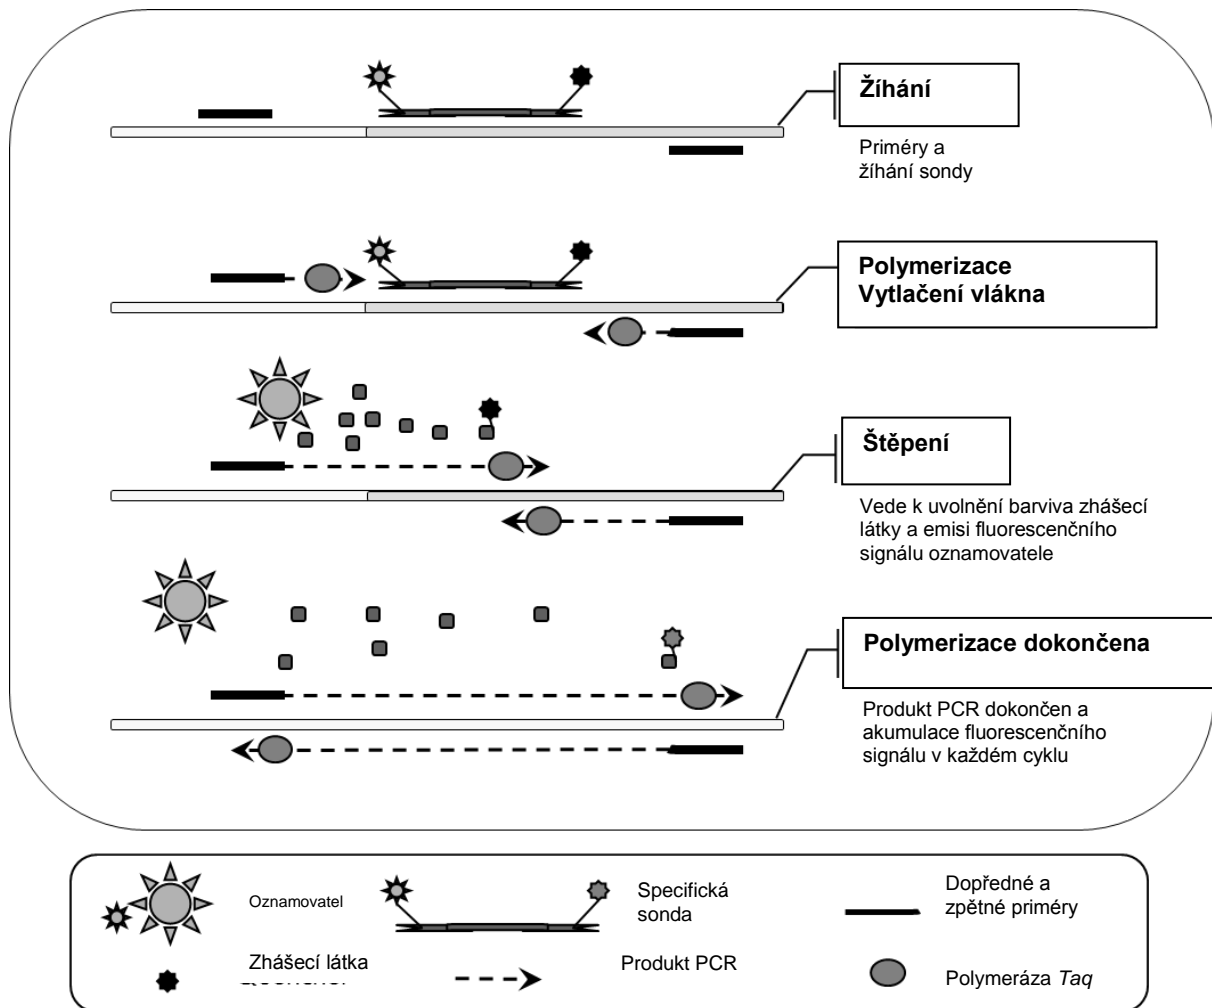 Žíhání
Priméry a
žíhání sondy
Polymerizace
Vytlačení vlákna
Štěpení
Vede k uvolnění barviva zhášecí
látky a emisi fluorescenčního
signálu oznamovatele
Polymerizace dokončena
Produkt PCR dokončen a
akumulace fluorescenčního
signálu v každém cyklu
Oznamovatel
Specifická
sonda
Dopředné a
zpětné priméry
Zhášecí látka
Produkt PCR
Polymeráza Taq